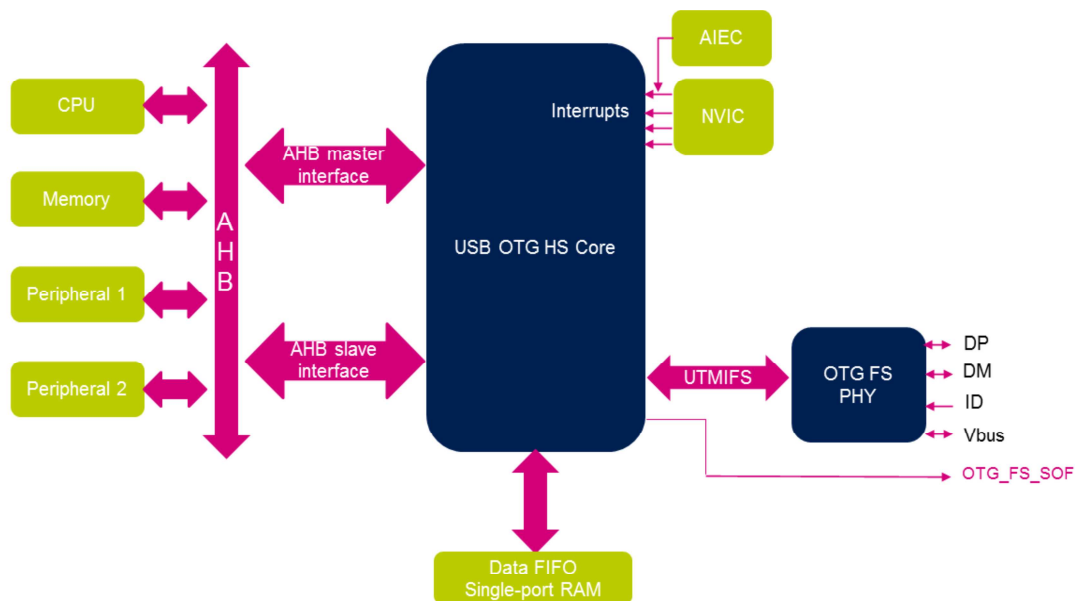 AIEC
CPU
Interrupts
NVIC
AHB master
interface
Memory
A
H
B
USB OTG HS Core
Peripheral 1
AHB slave
interface
Peripheral 2
UTMIFS
OTG FS
PHY
DP
DM
ID
Vbus
OTG_FS_SOF
Data FIFO
Single-port RAM